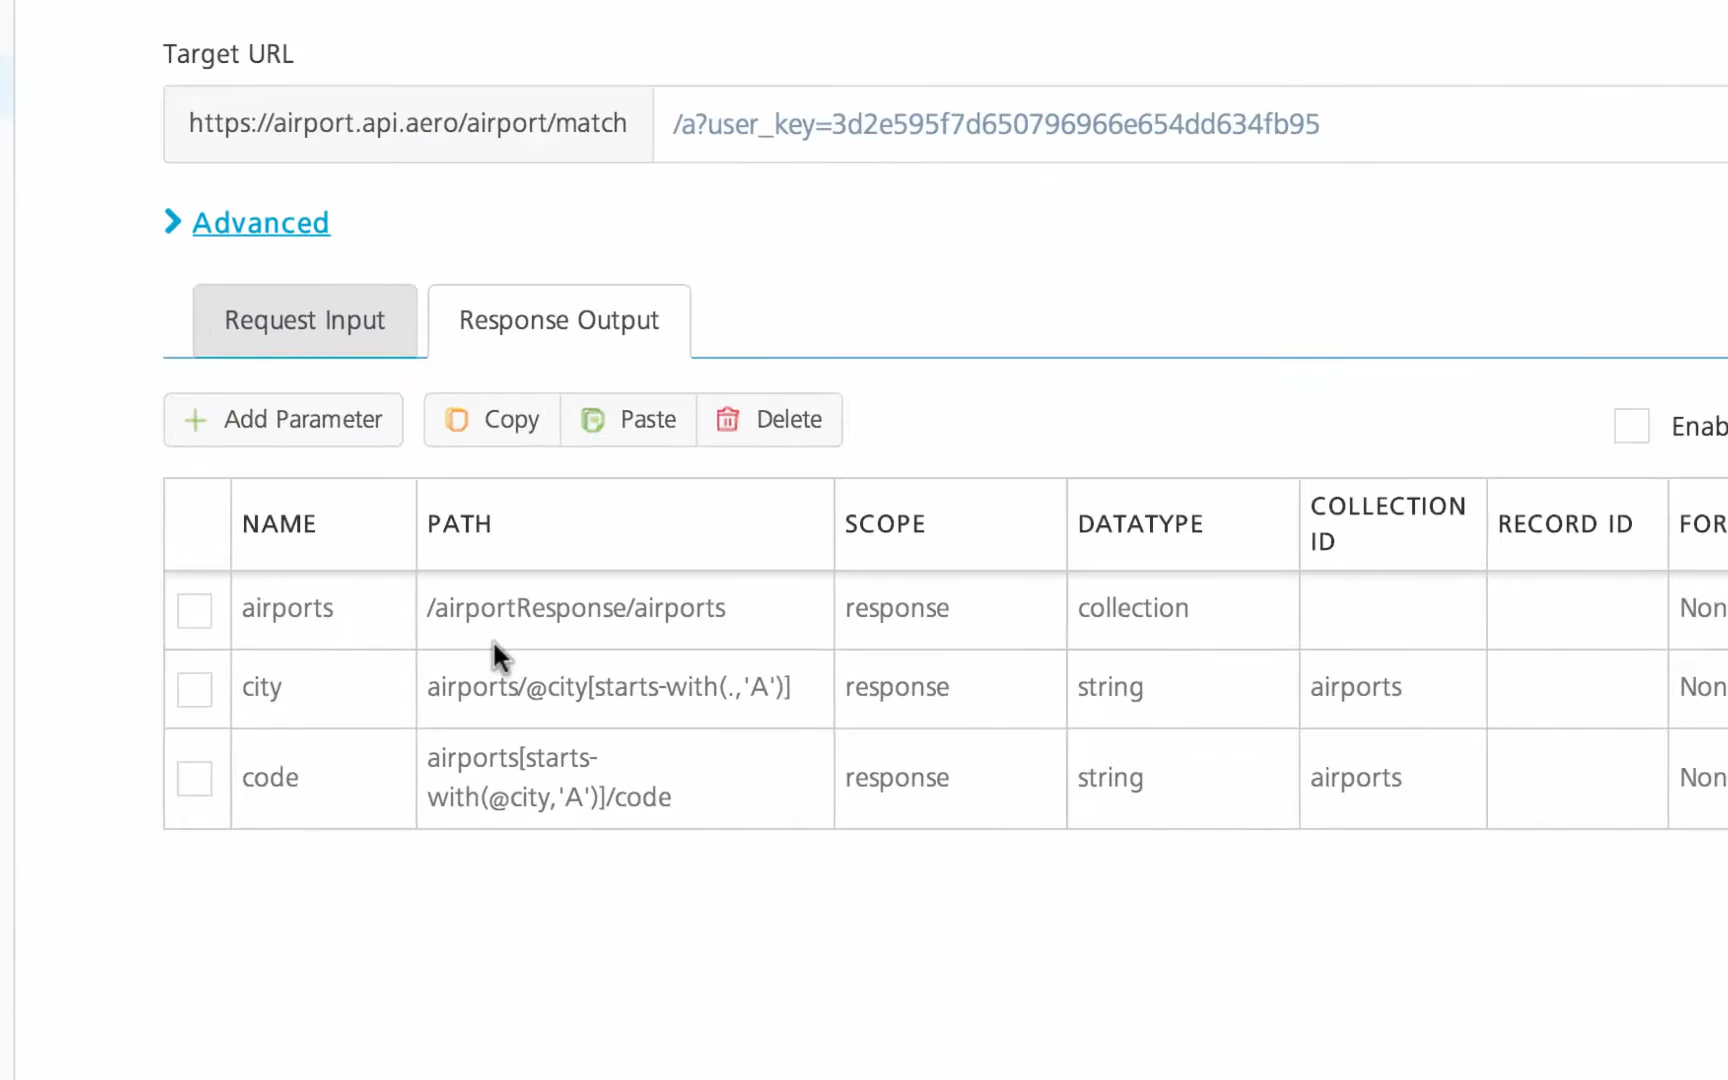 Target URL
https://airport.api.aero/airport/match /a?user_key=3d2e595f7d650796966e654dd634fb95
Advanced
Request Input Response Output
Add Parameter Copy Paste Delete Enab
NAME PATH SCOPE DATATYPE COLLECTION ID RECORD ID FOR
airports /airportResponse/airports response collection Non
city airports/@city[starts-with(.,'A')] response string airports Non
code airports[starts-with(@city,'A')]/code response string airports Non